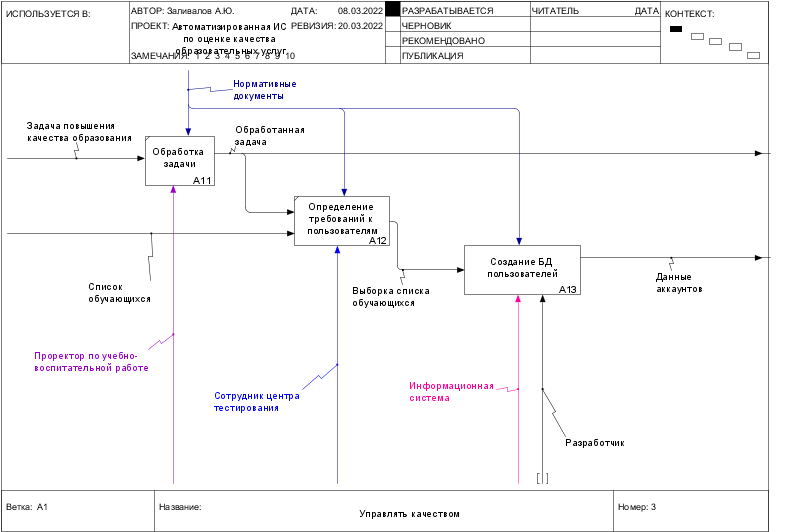 ИСПОЛЬЗУЕТСЯ В:
АВТОР: Заливалов А.Ю.
ДАТА: 08.03.2022
ПРОЕКТ: Автоматизированная ИС
по оценке качества
образовательных услуг
РЕВИЗИЯ: 20.03.2022
ЗАМЕЧАНИЯ: 1 2 3 4 5 6 7 8 9 10
РАЗРАБАТЫВАЕТСЯ
ЧЕРНОВИК
РЕКОМЕНДОВАНО
ПУБЛИКАЦИЯ
ЧИТАТЕЛЬ ДАТА
КОНТЕКСТ:
Нормативные
документы
Задача повышения
качества образования
Обработанная
задача
Обработка
задачи
A11
Определение
требований к
пользователям
A12
Создание БД
пользователей
A13
Список
обучающихся
Выборка списка
обучающихся
Данные
аккаунтов
Проректор по учебно-
воспитательной работе
Сотрудник центра
тестирования
Информационная
система
Разработчик
Ветка: A1
Название:
Управлять качеством
Номер: 3